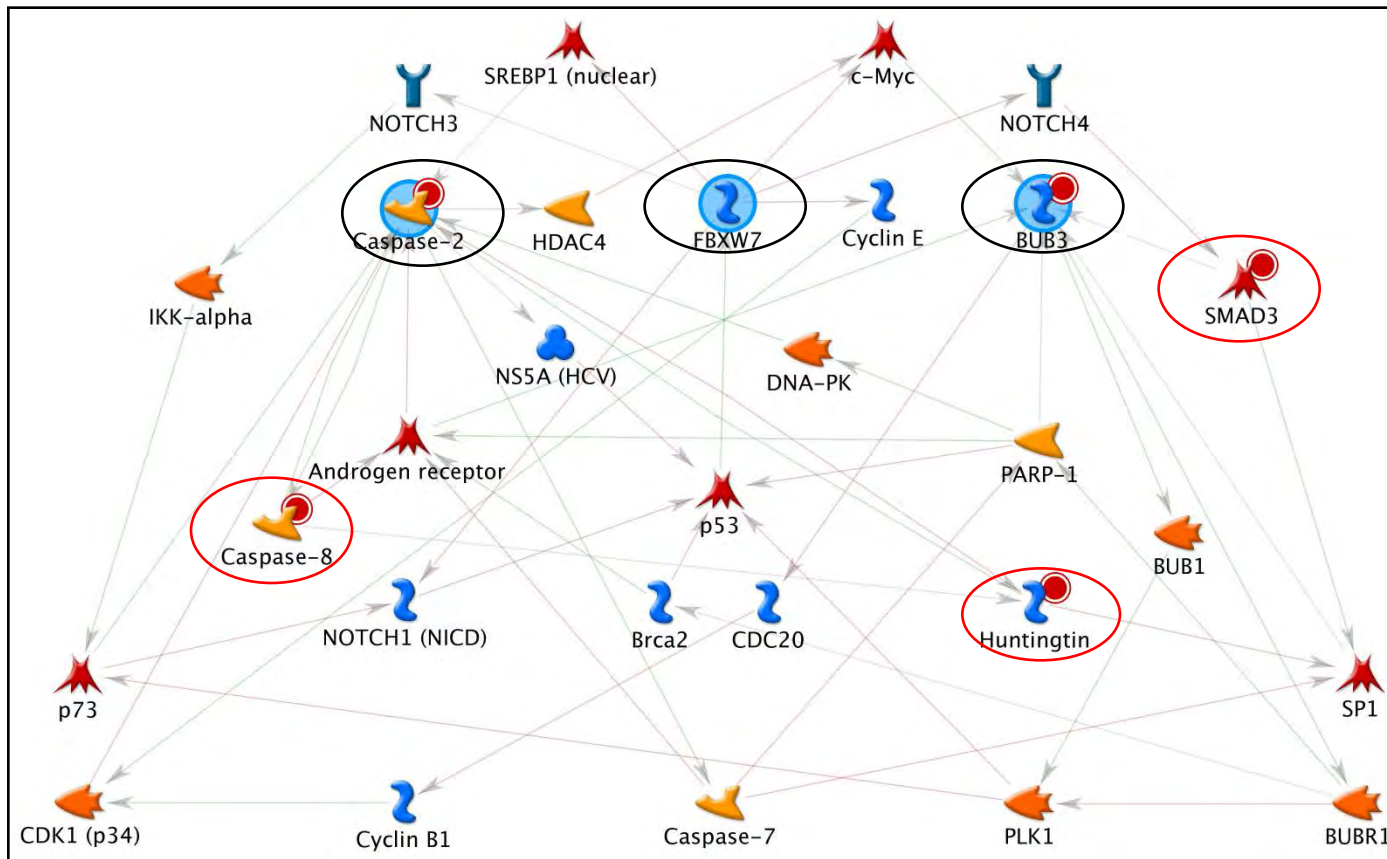 SREBP1 (nuclear)
c-Myc
NOTCH3
NOTCH4
Caspase-2
HDAC4
FBXW7
Cyclin E
BUB3
IKK-alpha
SMAD3
NS5A (HCV)
DNA-PK
Androgen receptor
PARP-1
p53
Caspase-8
BUB1
NOTCH1 (NICD)
Brca2
CDC20
Huntingtin
p73
SP1
CDK1 (p34)
Cyclin B1
Caspase-7
PLK1
BUBR1